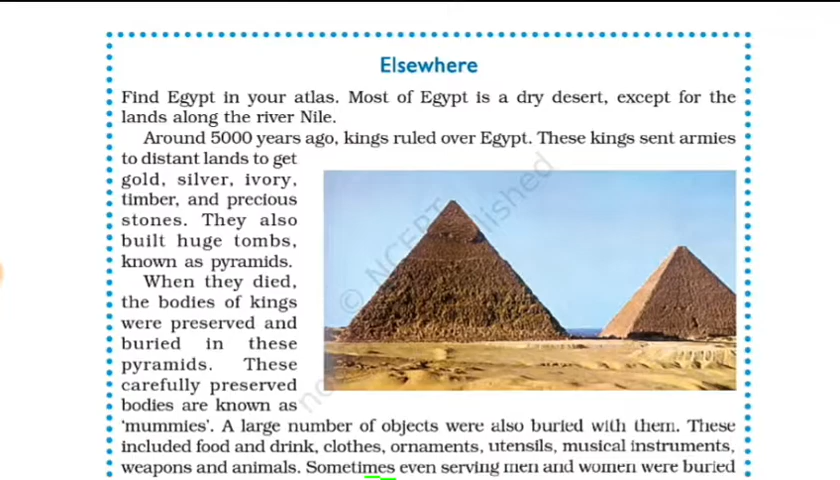 Elsewhere
Find Egypt in your atlas. Most of Egypt is a dry desert, except for the
lands along the river Nile.
Around 5000 years ago, kings ruled over Egypt. These kings sent armies
to distant lands to get
gold, silver, ivory,
timber, and precious
stones. They also
built huge tombs,
known as pyramids.
When they died,
the bodies of kings
were preserved and
buried in these
pyramids. These
carefully preserved
bodies are known as
'mummies'. A large number of objects were also buried with them. These
included food and drink, clothes, ornaments, utensils, musical instruments,
weapons and animals. Sometimes even serving men and women were buried
© NCERT